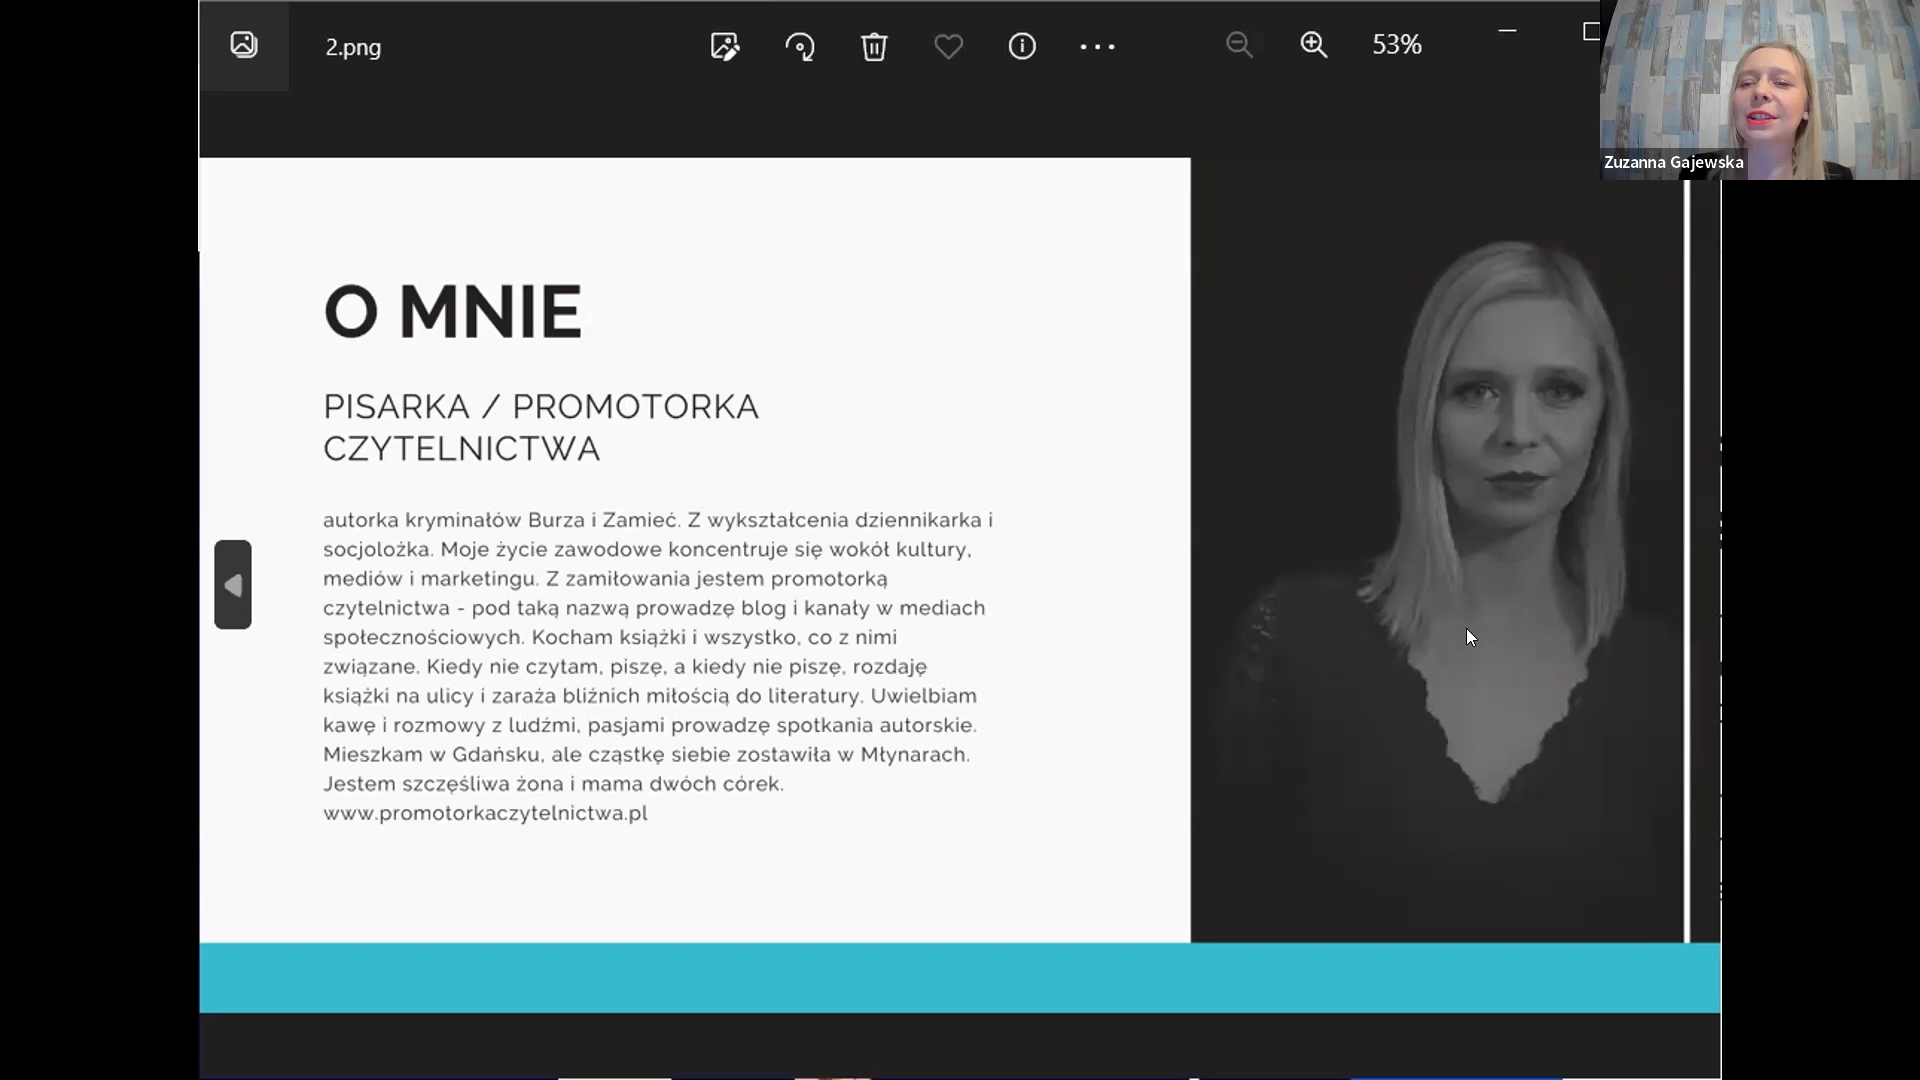 2.png
53%
Zuzanna Gajewska
O MNIE
PISARKA / PROMOTORKA
CZYTELNICTWA
autorka kryminałów Burza i Zamieć. Z wykształcenia dziennikarka i
socjolożka. Moje życie zawodowe koncentruje się wokół kultury,
mediów i marketingu. Z zamiłowania jestem promotorką
czytelnictwa - pod taką nazwą prowadzę blog i kanały w mediach
społecznościowych. Kocham książki i wszystko, co z nimi
związane. Kiedy nie czytam, piszę, a kiedy nie piszę, rozdaję
książki na ulicy i zaraża bliźnich miłością do literatury. Uwielbiam
kawę i rozmowy z ludźmi, pasjami prowadzę spotkania autorskie.
Mieszkam w Gdańsku, ale cząstkę siebie zostawiła w Młynarach.
Jestem szczęśliwa żona i mama dwóch córek.
www.promotorkaczytelnictwa.pl